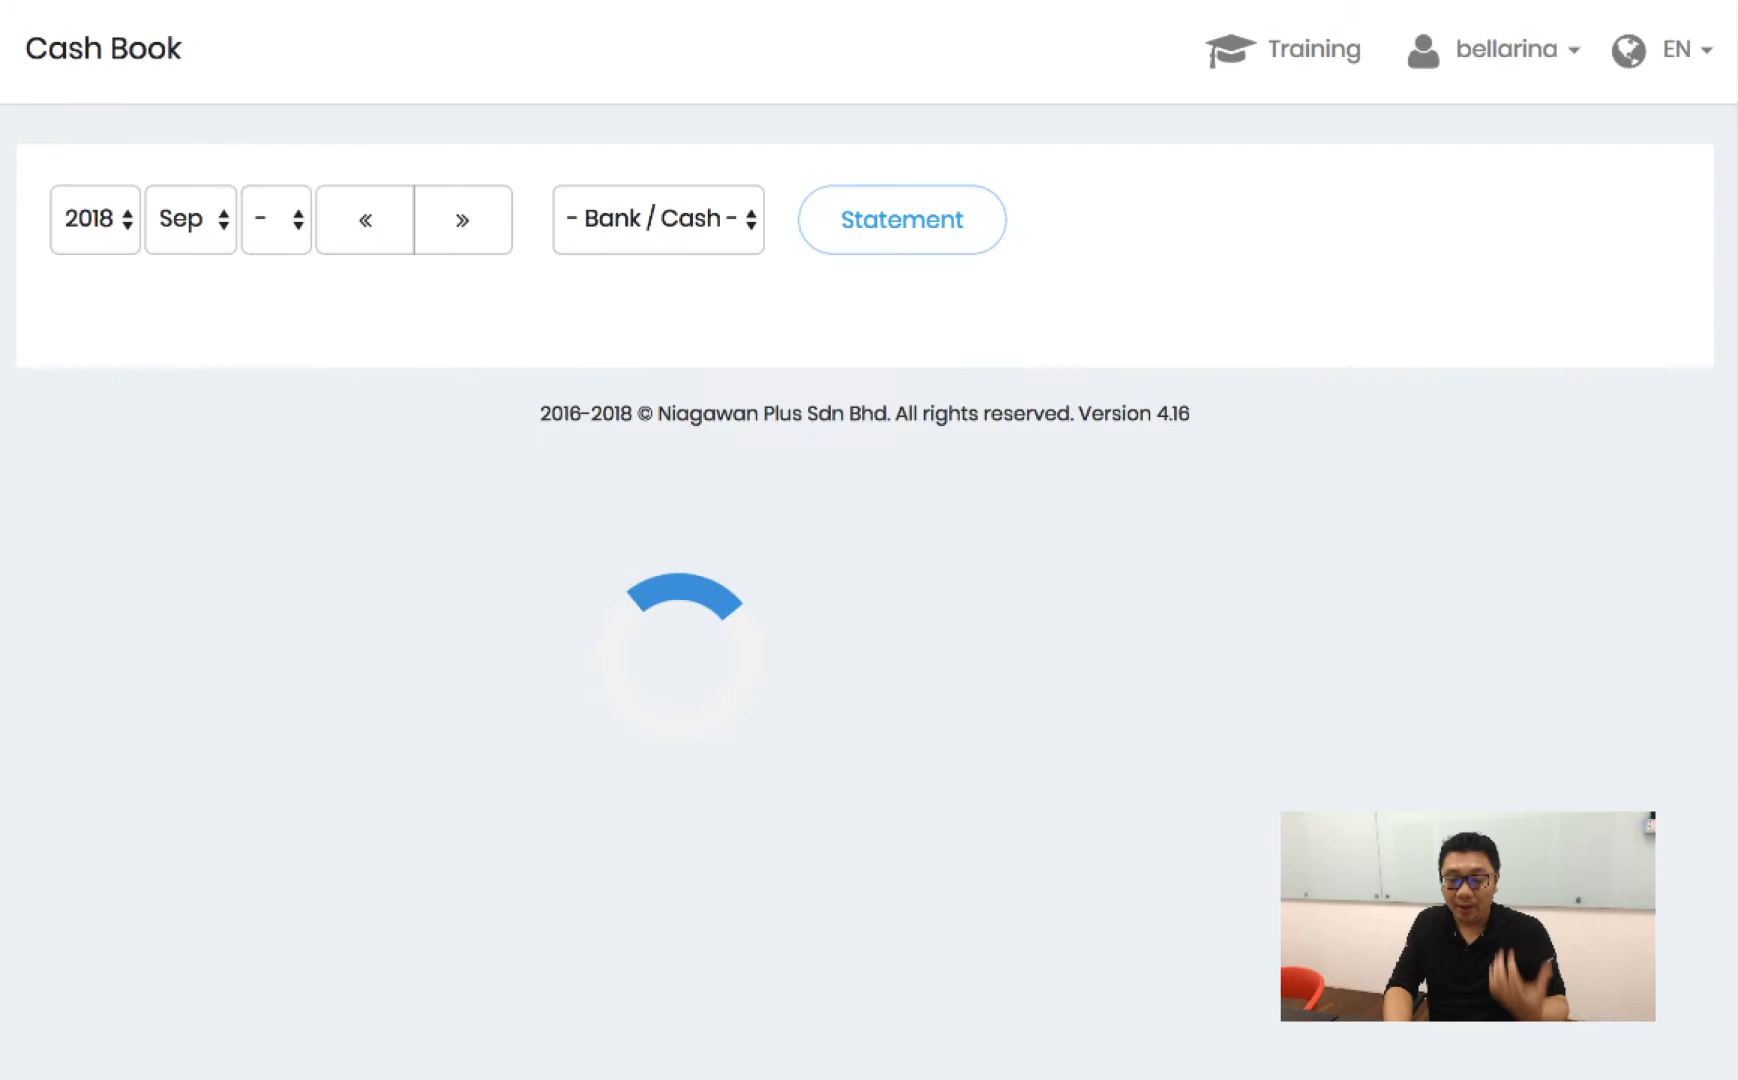 Cash Book
Training
bellarina
EN
2018
Sep
-
«
»
- Bank / Cash -
Statement
2016-2018 © Niagawan Plus Sdn Bhd. All rights reserved. Version 4.16